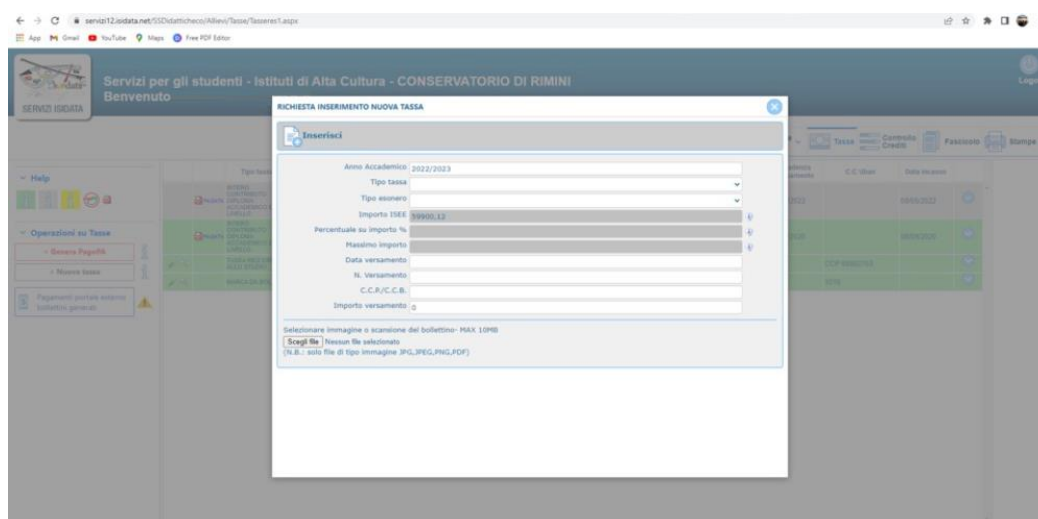 servizi12.isidata.net/SSDidatticheco/Allievi/Tasse/Tasseres1.aspx
App Gmail YouTube Maps Free PDF Editor
Servizi per gli studenti - Istituti di Alta Cultura - CONSERVATORIO DI RIMINI
Benvenuto
SERVIZI ISIDATA
RICHIESTA INSERIMENTO NUOVA TASSA
Inserisci
Tasse Controllo Crediti Fascicolo Stampe
Help
Operazioni su Tasse
Genera PagoPA
Nuova tassa
Pagamenti portale esterno
bollettini generati
Anno Accademico 2022/2023
Tipo tassa
Tipo esonero
Importo ISEE 59900,12
Percentuale su importo %
Massimo importo
Data versamento
N. Versamento
C.C.P./C.C.B.
Importo versamento 0
Selezionare immagine o scansione del bollettino- MAX 10MB
Scegli file Nessun file selezionato
(N.B.: solo file di tipo immagine JPG,JPEG,PNG,PDF)
Data incasso